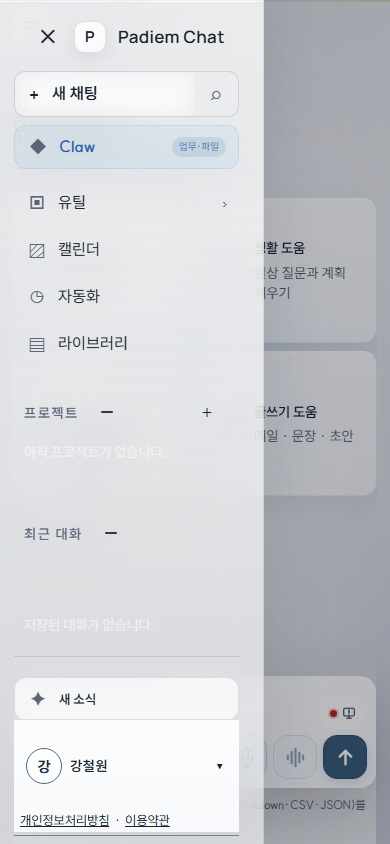 P Padiem Chat
+ 새 채팅
Claw 업무·파일
유틸 ›
캘린더
자동화
라이브러리
프로젝트 +
아직 프로젝트가 없습니다.
최근 대화
저장된 대화가 없습니다.
새 소식
강 강철원 ▼
개인정보처리방침 · 이용약관
생활 도움
일상 질문과 계획
세우기
글쓰기 도움
메일 · 문장 · 초안
kdown·CSV·JSON)를